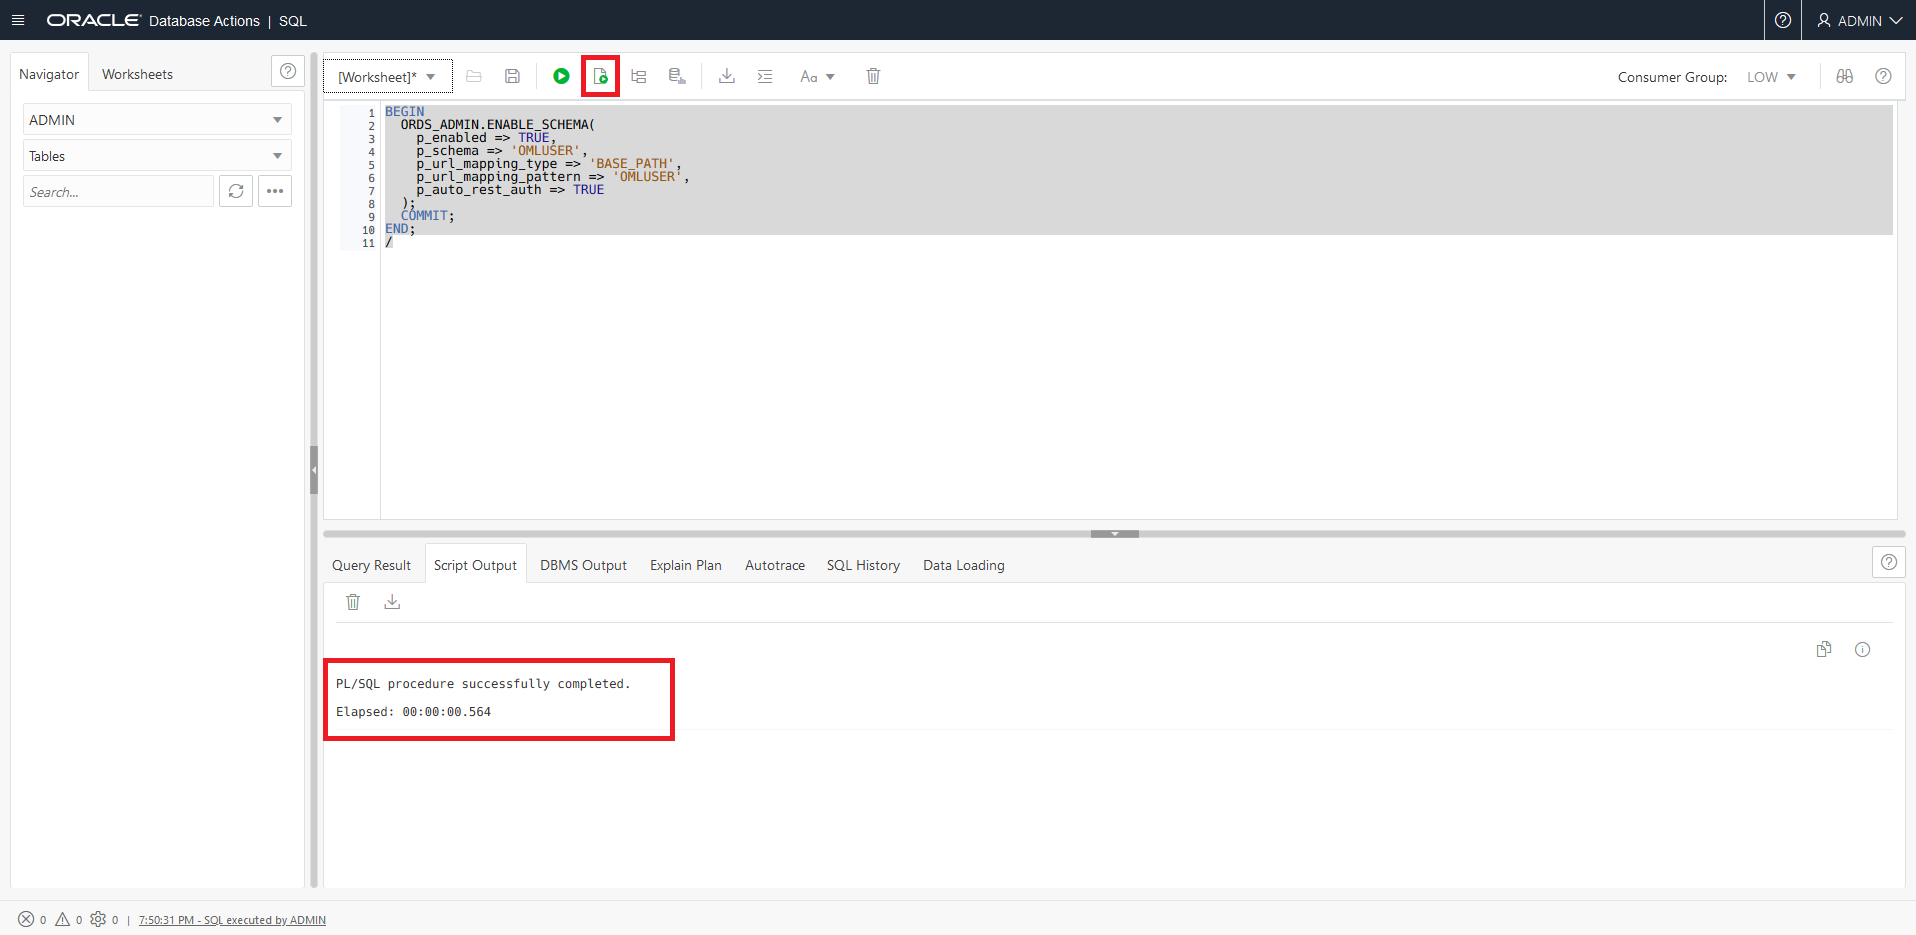 ORACLE Database Actions | SQL
ADMIN
Navigator
Worksheets
ADMIN
Tables
Search...
[Worksheet]*
Aa
Consumer Group: LOW
1 BEGIN
2 ORDS_ADMIN.ENABLE_SCHEMA(
3 p_enabled => TRUE,
4 p_schema => 'OMLUSER',
5 p_url_mapping_type => 'BASE_PATH',
6 p_url_mapping_pattern => 'OMLUSER',
7 p_auto_rest_auth => TRUE
8 );
9 COMMIT;
10 END;
11 /
Query Result
Script Output
DBMS Output
Explain Plan
Autotrace
SQL History
Data Loading
PL/SQL procedure successfully completed.
Elapsed: 00:00:00.564
0 0 0 | 7:50:31 PM - SQL executed by ADMIN